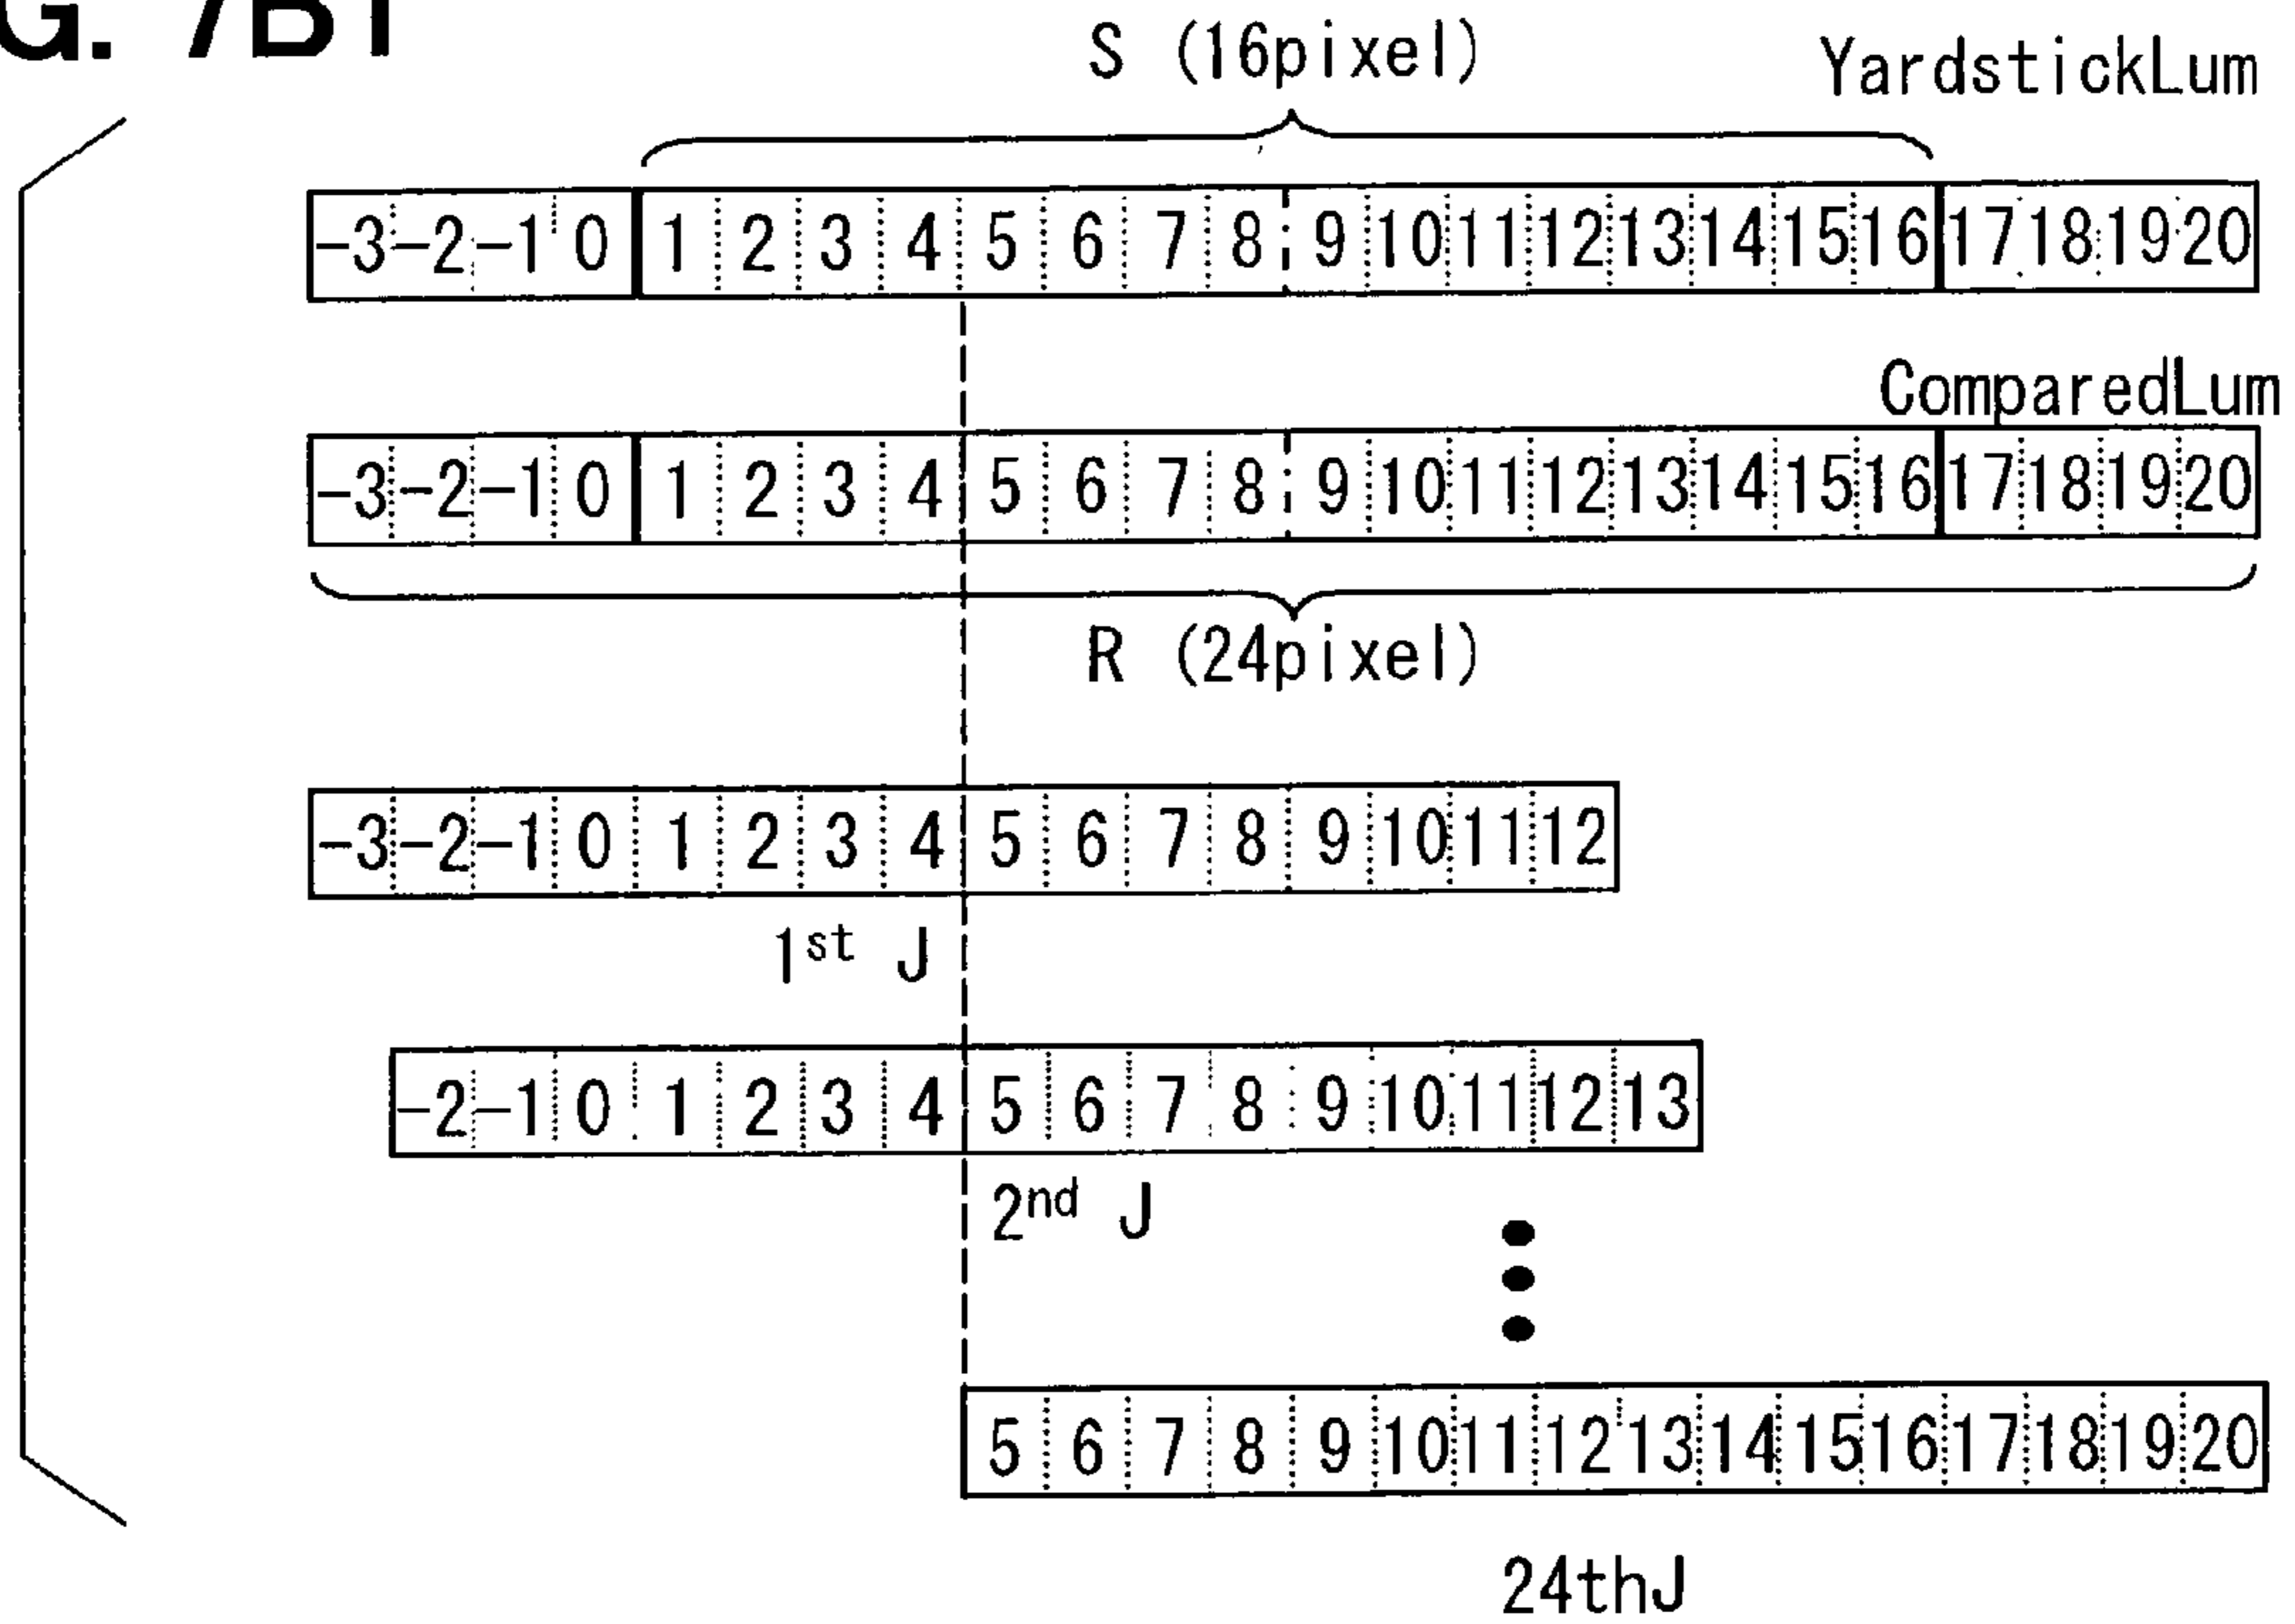 G. 7B1
S (16pixel)
YardstickLum
-3 -2 -1 0 1 2 3 4 5 6 7 8 9 10 11 12 13 14 15 16 17 18 19 20
ComparedLum
-3 -2 -1 0 1 2 3 4 5 6 7 8 9 10 11 12 13 14 15 16 17 18 19 20
R (24pixel)
-3 -2 -1 0 1 2 3 4 5 6 7 8 9 10 11 12
1st J
-2 -1 0 1 2 3 4 5 6 7 8 9 10 11 12 13
2nd J
5 6 7 8 9 10 11 12 13 14 15 16 17 18 19 20
24thJ